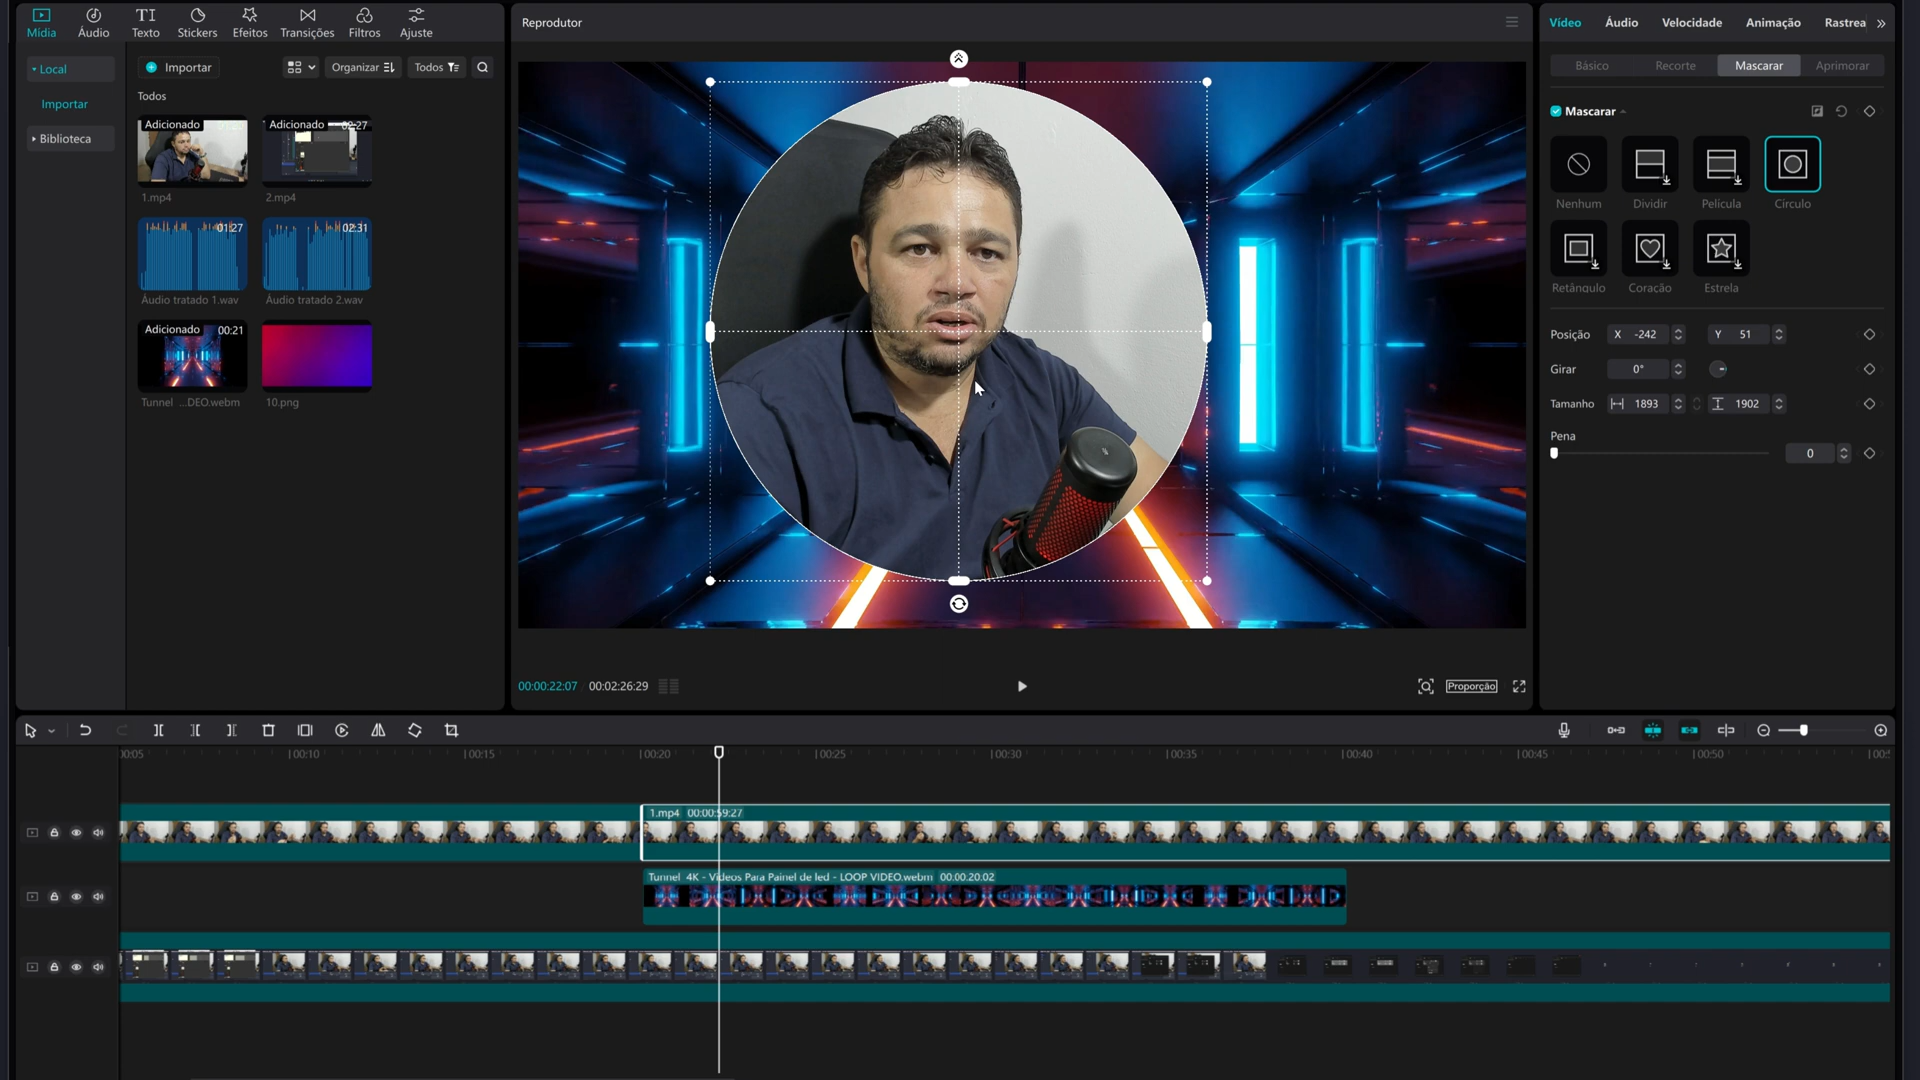 Mídia
Áudio
Texto
Stickers
Efeitos
Transições
Filtros
Ajuste
Local
Importar
Biblioteca
Importar
Organizar
Todos
Todos
Adicionado
Adicionado 02:27
1.mp4
2.mp4
01:27
02:31
Áudio tratado 1.wav
Áudio tratado 2.wav
Adicionado 00:21
Tunnel ...DEO.webm
10.png
Reprodutor
00:00:22:07
00:02:26:29
Proporção
Vídeo
Áudio
Velocidade
Animação
Rastrea
Básico
Recorte
Mascarar
Aprimorar
Mascarar
Nenhum
Dividir
Película
Círculo
Retângulo
Coração
Estrela
Posição X -242 Y 51
Girar 0°
Tamanho 1893 1902
Pena
0
00:05
00:10
00:15
00:20
00:25
00:30
00:35
00:40
00:45
00:50
1.mp4 00:00:59:27
Tunnel 4K - Vídeos Para Painel de led - LOOP VIDEO.webm 00:00:20:02